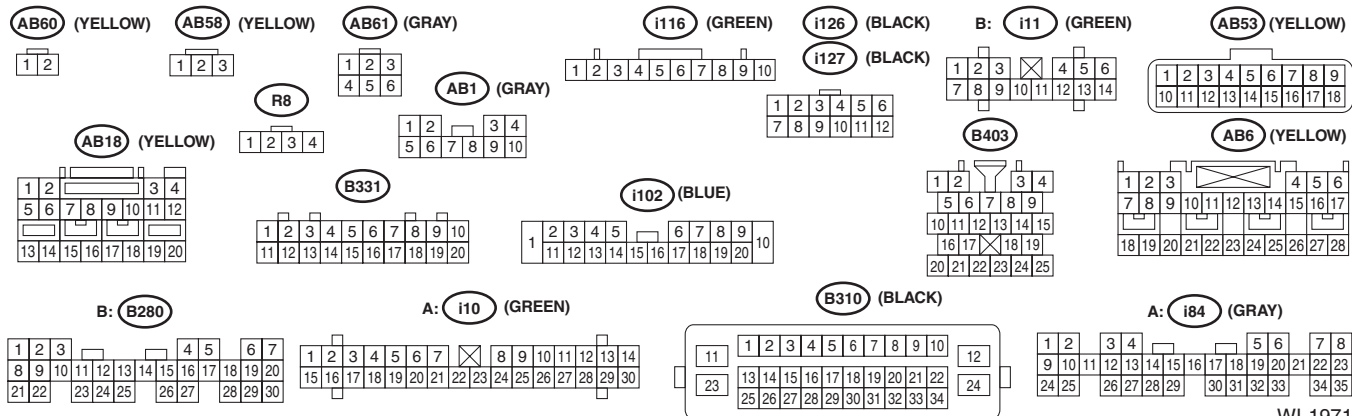 AB60 (YELLOW) AB58 (YELLOW) AB61 (GRAY) i116 (GREEN) i126 (BLACK) B: i11 (GREEN) AB53 (YELLOW)
1 2
1 2 3
1 2 3
4 5 6
1 2 3 4 5 6 7 8 9 10
i127 (BLACK)
1 2 3 4 5 6
7 8 9 10 11 12
1 2 3 4 5 6
7 8 9 10 11 12 13 14
1 2 3 4 5 6 7 8 9
10 11 12 13 14 15 16 17 18
R8
1 2 3 4
AB1 (GRAY)
1 2 3 4
5 6 7 8 9 10
AB18 (YELLOW)
1 2 3 4
5 6 7 8 9 10 11 12
13 14 15 16 17 18 19 20
B331
1 2 3 4 5 6 7 8 9 10
11 12 13 14 15 16 17 18 19 20
i102 (BLUE)
1 2 3 4 5 6 7 8 9 10
11 12 13 14 15 16 17 18 19 20
B403
1 2 3 4
5 6 7 8 9
10 11 12 13 14 15
16 17 18 19
20 21 22 23 24 25
AB6 (YELLOW)
1 2 3 4 5 6
7 8 9 10 11 12 13 14 15 16 17
18 19 20 21 22 23 24 25 26 27 28
B: B280
1 2 3 4 5 6 7
8 9 10 11 12 13 14 15 16 17 18 19 20
21 22 23 24 25 26 27 28 29 30
A: i10 (GREEN)
1 2 3 4 5 6 7 8 9 10 11 12 13 14
15 16 17 18 19 20 21 22 23 24 25 26 27 28 29 30
B310 (BLACK)
11 1 2 3 4 5 6 7 8 9 10 12
23 13 14 15 16 17 18 19 20 21 22 24
25 26 27 28 29 30 31 32 33 34
A: i84 (GRAY)
1 2 3 4 5 6 7 8
9 10 11 12 13 14 15 16 17 18 19 20 21 22 23
24 25 26 27 28 29 30 31 32 33 34 35